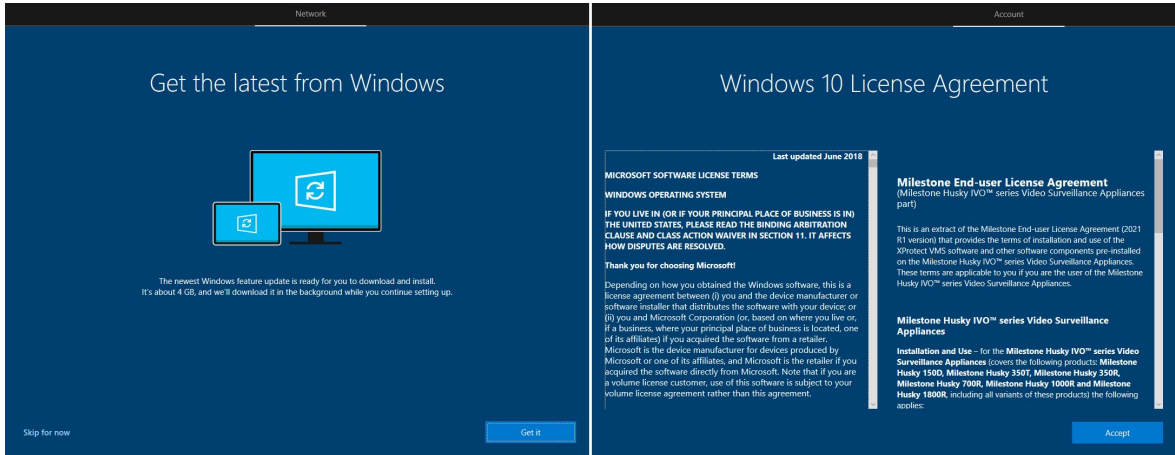 Network
Get the latest from Windows
The newest Windows feature update is ready for you to download and install.
It's about 4 GB, and we'll download it in the background while you continue setting up.
Skip for now
Get it
Account
Windows 10 License Agreement
Last updated June 2018
MICROSOFT SOFTWARE LICENSE TERMS
WINDOWS OPERATING SYSTEM
IF YOU LIVE IN (OR IF YOUR PRINCIPAL PLACE OF BUSINESS IS IN)
THE UNITED STATES, PLEASE READ THE BINDING ARBITRATION
CLAUSE AND CLASS ACTION WAIVER IN SECTION 11. IT AFFECTS
HOW DISPUTES ARE RESOLVED.
Thank you for choosing Microsoft!
Depending on how you obtained the Windows software, this is a
license agreement between (i) you and the device manufacturer or
software installer that distributes the software with your device; or
(ii) you and Microsoft Corporation (or, based on where you live or,
if a business, where your principal place of business is located, one
of its affiliates) if you acquired the software from a retailer.
Microsoft is the device manufacturer for devices produced by
Microsoft or one of its affiliates, and Microsoft is the retailer if you
acquired the software directly from Microsoft. Note that if you are
a volume license customer, use of this software is subject to your
volume license agreement rather than this agreement.
Milestone End-user License Agreement
(Milestone Husky IVO™ series Video Surveillance Appliances
part)
This is an extract of the Milestone End-user License Agreement (2021
R1 version) that provides the terms of installation and use of the
XProtect VMS software and other software components pre-installed
on the Milestone Husky IVO™ series Video Surveillance Appliances.
These terms are applicable to you if you are the user of the Milestone
Husky IVO™ series Video Surveillance Appliances.
Milestone Husky IVO™ series Video Surveillance
Appliances
Installation and Use – for the Milestone Husky IVO™ series Video
Surveillance Appliances (covers the following products: Milestone
Husky 150D, Milestone Husky 350T, Milestone Husky 350R,
Milestone Husky 700R, Milestone Husky 1000R and Milestone
Husky 1800R, including all variants of these products) the following
applies:
Accept